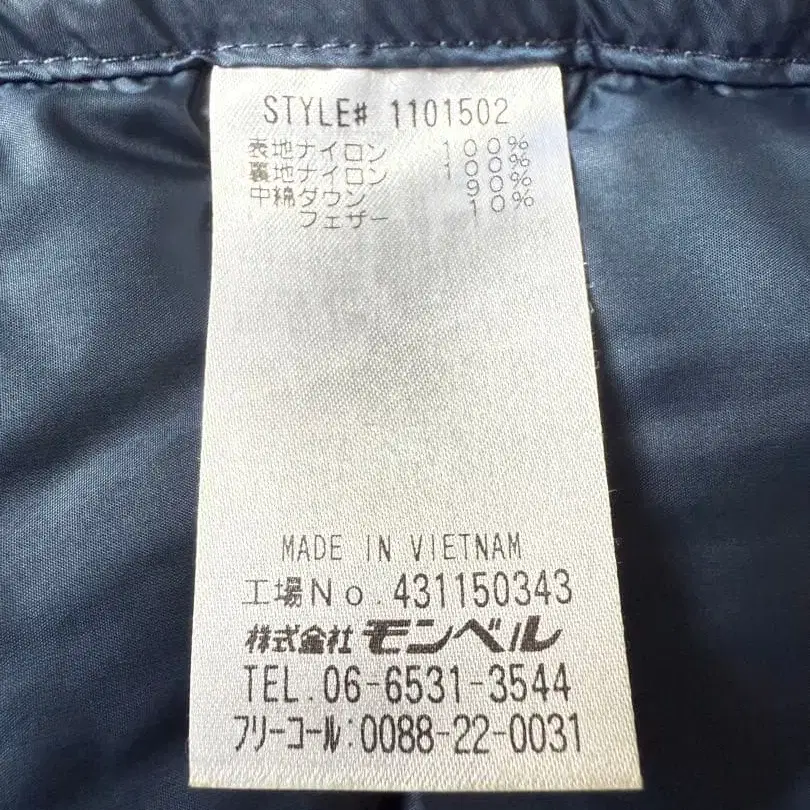 STYLE# 1101502
表地ナイロン 100%
裏地ナイロン 100%
中綿ダウン 90%
フェザー 10%
MADE IN VIETNAM
工場No.431150343
株式会社モンベル
TEL.06-6531-3544
フリーコール:0088-22-0031